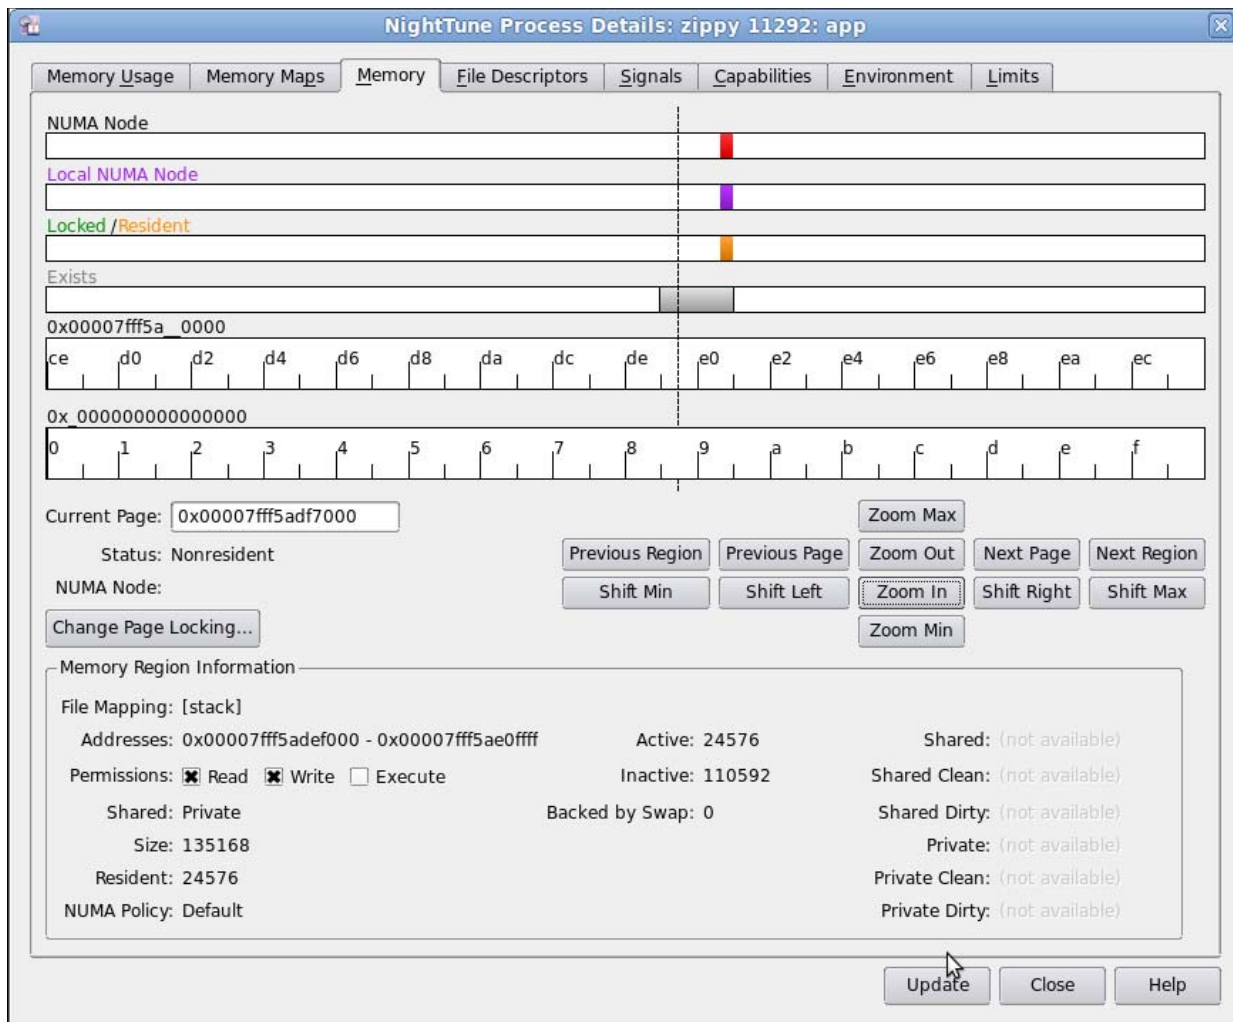 NightTune Process Details: zippy 11292: app
Memory Usage Memory Maps Memory File Descriptors Signals Capabilities Environment Limits
NUMA Node
Local NUMA Node
Locked /Resident
Exists
0x00007fff5a__0000
ce d0 d2 d4 d6 d8 da dc de e0 e2 e4 e6 e8 ea ec
0x_000000000000000
0 1 2 3 4 5 6 7 8 9 a b c d e f
Current Page: 0x00007fff5adf7000 Zoom Max
Status: Nonresident Previous Region Previous Page Zoom Out Next Page Next Region
NUMA Node: Shift Min Shift Left Zoom In Shift Right Shift Max
Change Page Locking... Zoom Min
Memory Region Information
File Mapping: [stack]
Addresses: 0x00007fff5adef000 - 0x00007fff5ae0ffff Active: 24576 Shared: (not available)
Permissions: Read Write Execute Inactive: 110592 Shared Clean: (not available)
Shared: Private Backed by Swap: 0 Shared Dirty: (not available)
Size: 135168 Private: (not available)
Resident: 24576 Private Clean: (not available)
NUMA Policy: Default Private Dirty: (not available)
Update Close Help